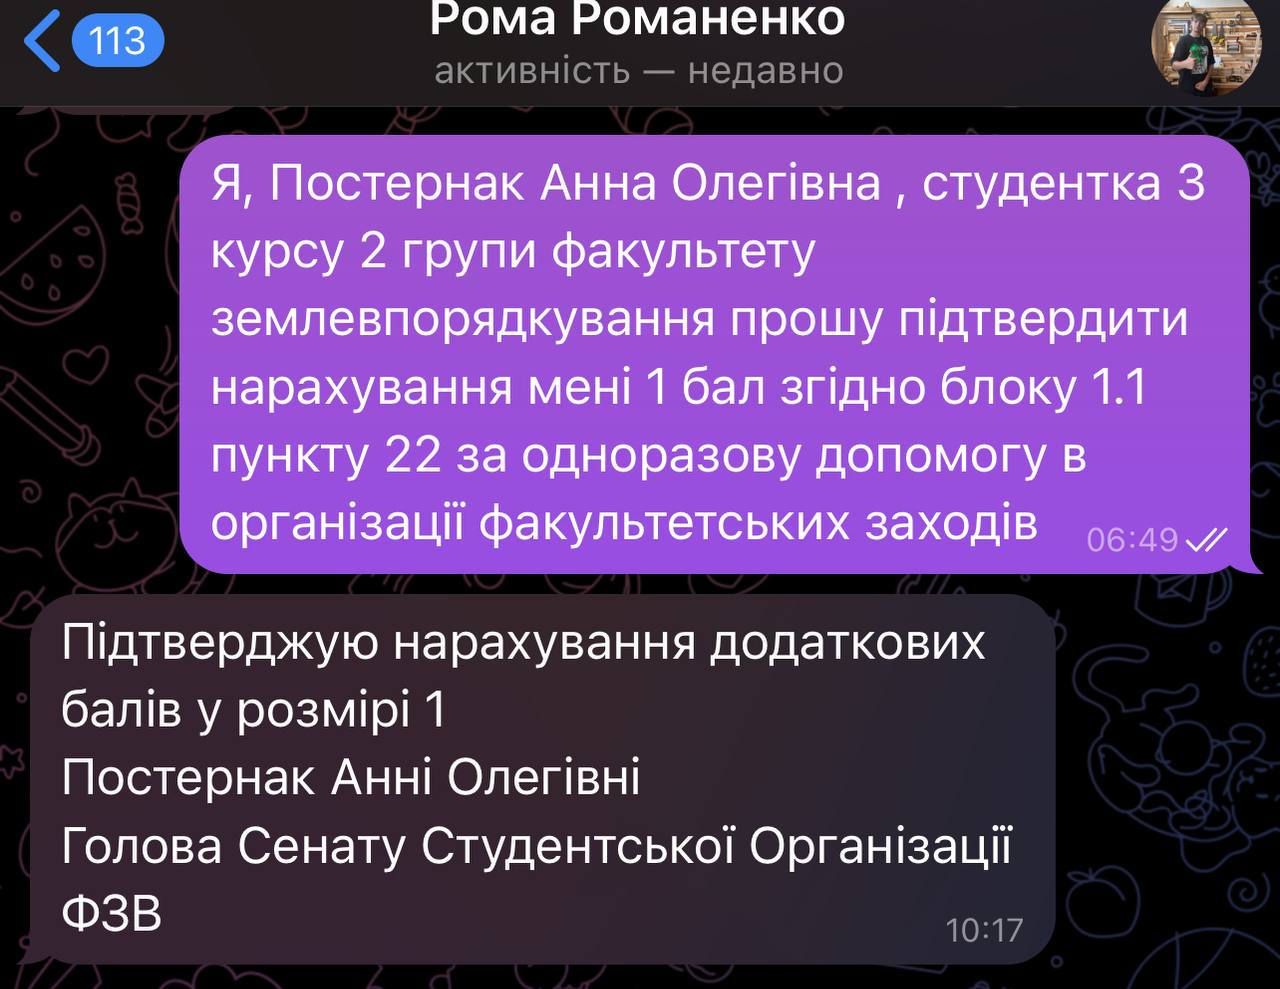 113
Рома Романенко
активність — недавно
Я, Постернак Анна Олегівна , студентка 3
курсу 2 групи факультету
землевпорядкування прошу підтвердити
нарахування мені 1 бал згідно блоку 1.1
пункту 22 за одноразову допомогу в
організації факультетських заходів
06:49
Підтверджую нарахування додаткових
балів у розмірі 1
Постернак Анні Олегівні
Голова Сенату Студентської Організації
ФЗВ
10:17